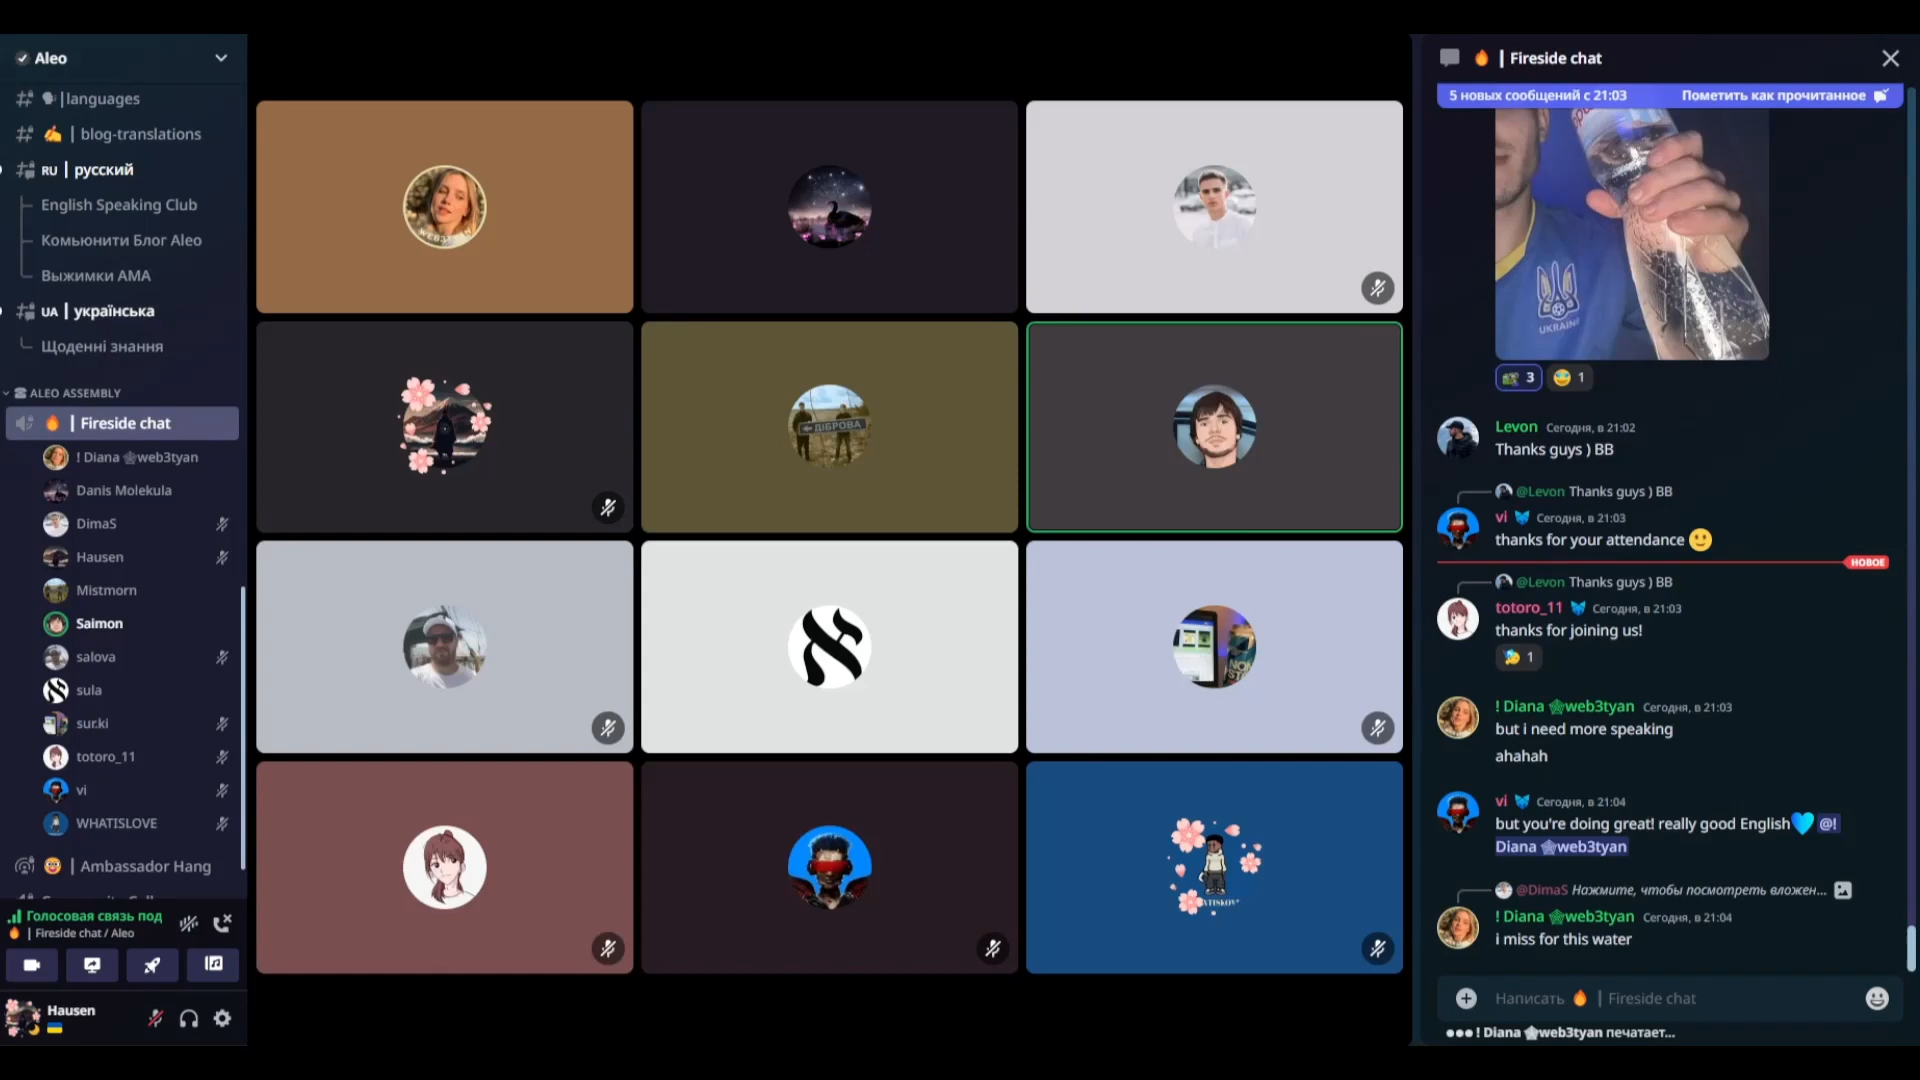 Aleo
|languages
| blog-translations
RU | русский
English Speaking Club
Комьюнити Блог Aleo
Выжимки АМА
UA | українська
Щоденні знання
ALEO ASSEMBLY
| Fireside chat
! Diana web3tyan
Danis Molekula
DimaS
Hausen
Mistmorn
Saimon
salova
sula
sur.ki
totoro_11
vi
WHATISLOVE
| Ambassador Hang
Голосовая связь под
| Fireside chat / Aleo
Hausen
WEB3TYAN
ДІБРОВА
| Fireside chat
5 новых сообщений с 21:03
Пометить как прочитанное
UKRAINE
3
1
Levon Сегодня, в 21:02
Thanks guys ) BB
@Levon Thanks guys ) BB
vi Сегодня, в 21:03
thanks for your attendance
НОВОЕ
@Levon Thanks guys ) BB
totoro_11 Сегодня, в 21:03
thanks for joining us!
1
! Diana web3tyan Сегодня, в 21:03
but i need more speaking
ahahah
vi Сегодня, в 21:04
but you're doing great! really good English @!
Diana web3tyan
@DimaS Нажмите, чтобы посмотреть вложен...
! Diana web3tyan Сегодня, в 21:04
i miss for this water
Написать | Fireside chat
! Diana web3tyan печатает...